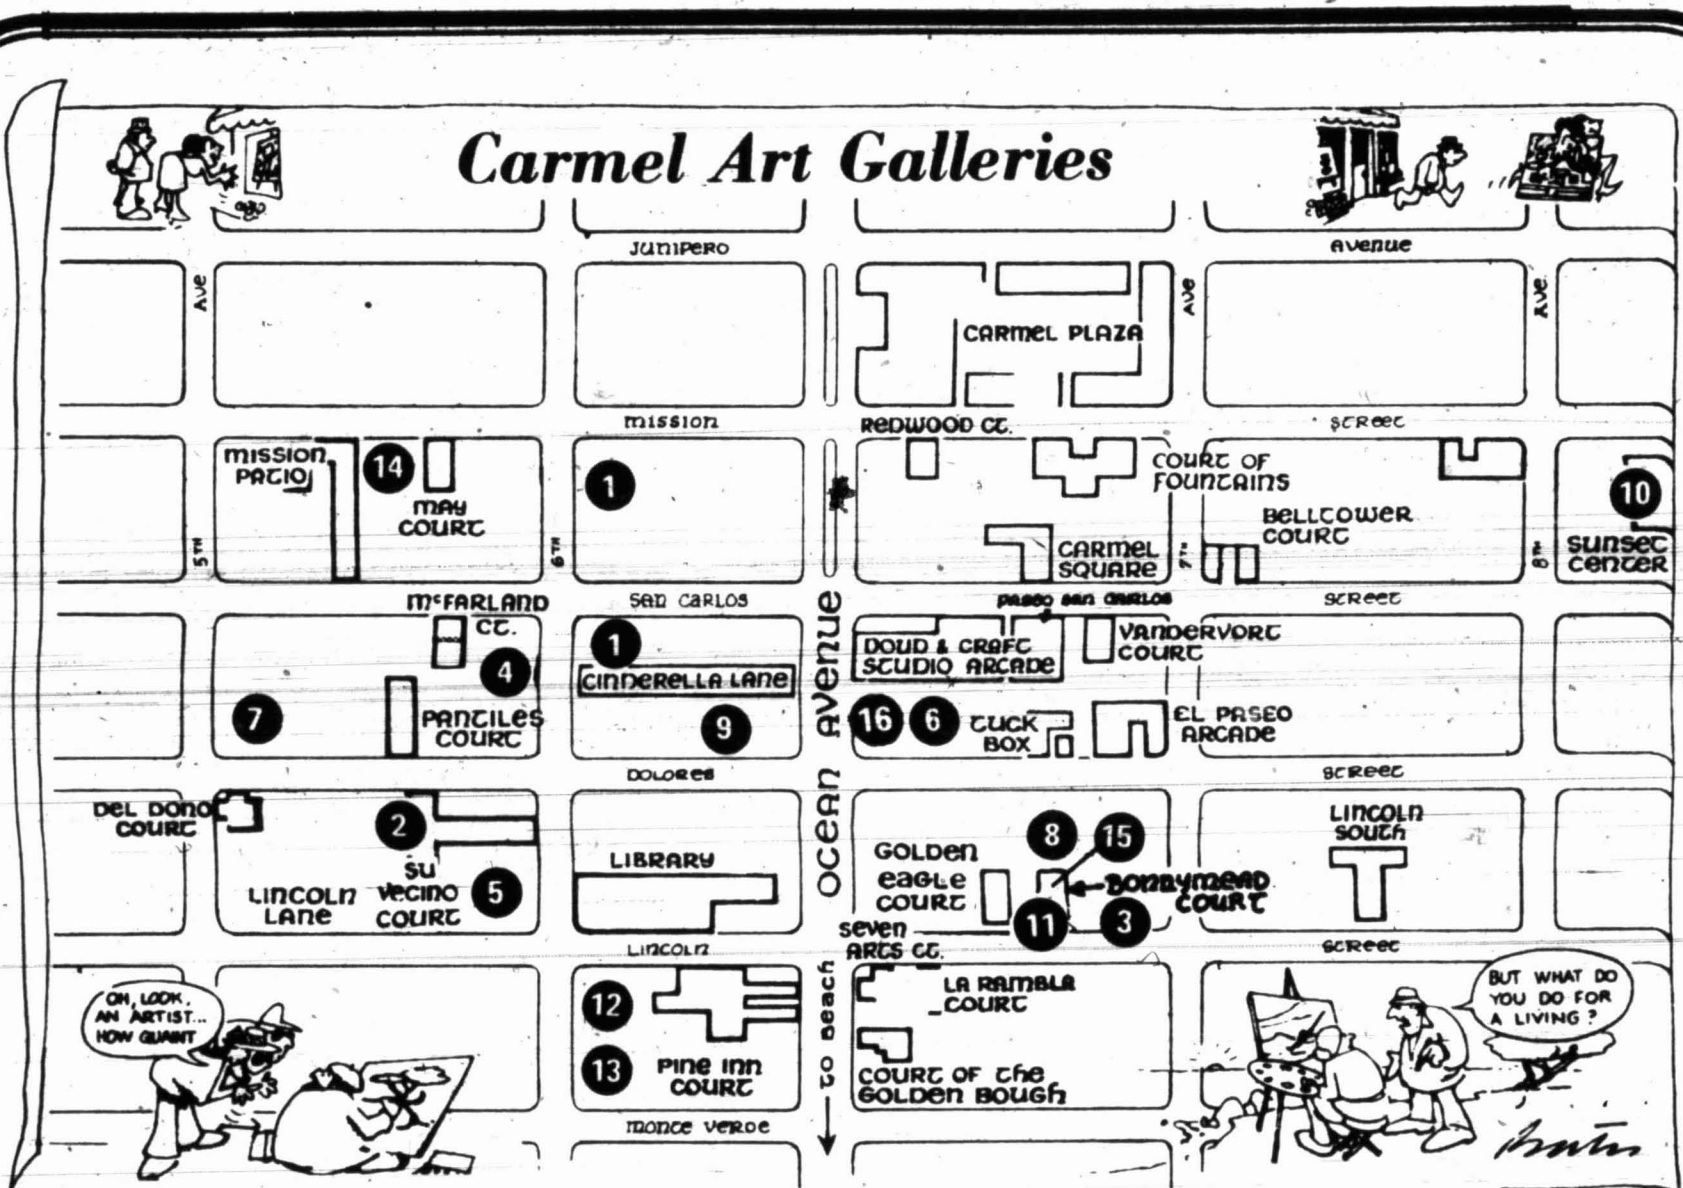 Carmel Art Galleries
JUNIPERO AVENUE
AVE
AVE
AVE.
CARMEL PLAZA
MISSION STREET
REDWOOD CT.
MISSION
PATIO
14
MAY
COURT
1
COURT OF
FOUNTAINS
10
BELLTOWER
COURT
CARMEL
SQUARE
SUNSET
CENTER
5TH
6TH
7TH
8TH
McFARLAND
CT.
SAN CARLOS STREET
PASEO SAN CARLOS
1
DOUD & CRAFT
STUDIO ARCADE
VANDERVORT
COURT
4
CINDERELLA LANE
OCEAN AVENUE
7
PANTILES
COURT
9
16
6
TUCK
BOX
EL PASEO
ARCADE
DOLORES STREET
DEL DONO
COURT
2
8
15
LINCOLN
SOUTH
GOLDEN
EAGLE
COURT
LIBRARY
SU
VECINO
COURT
5
LINCOLN
LANE
BONNYMEAD
COURT
11
3
SEVEN
ARTS CT.
LINCOLN STREET
OH, LOOK,
AN ARTIST...
HOW QUAINT
12
13
PINE INN
COURT
TO BEACH
LA RAMBLA
COURT
COURT OF THE
GOLDEN BOUGH
BUT WHAT DO
YOU DO FOR
A LIVING?
MONTE VERDE